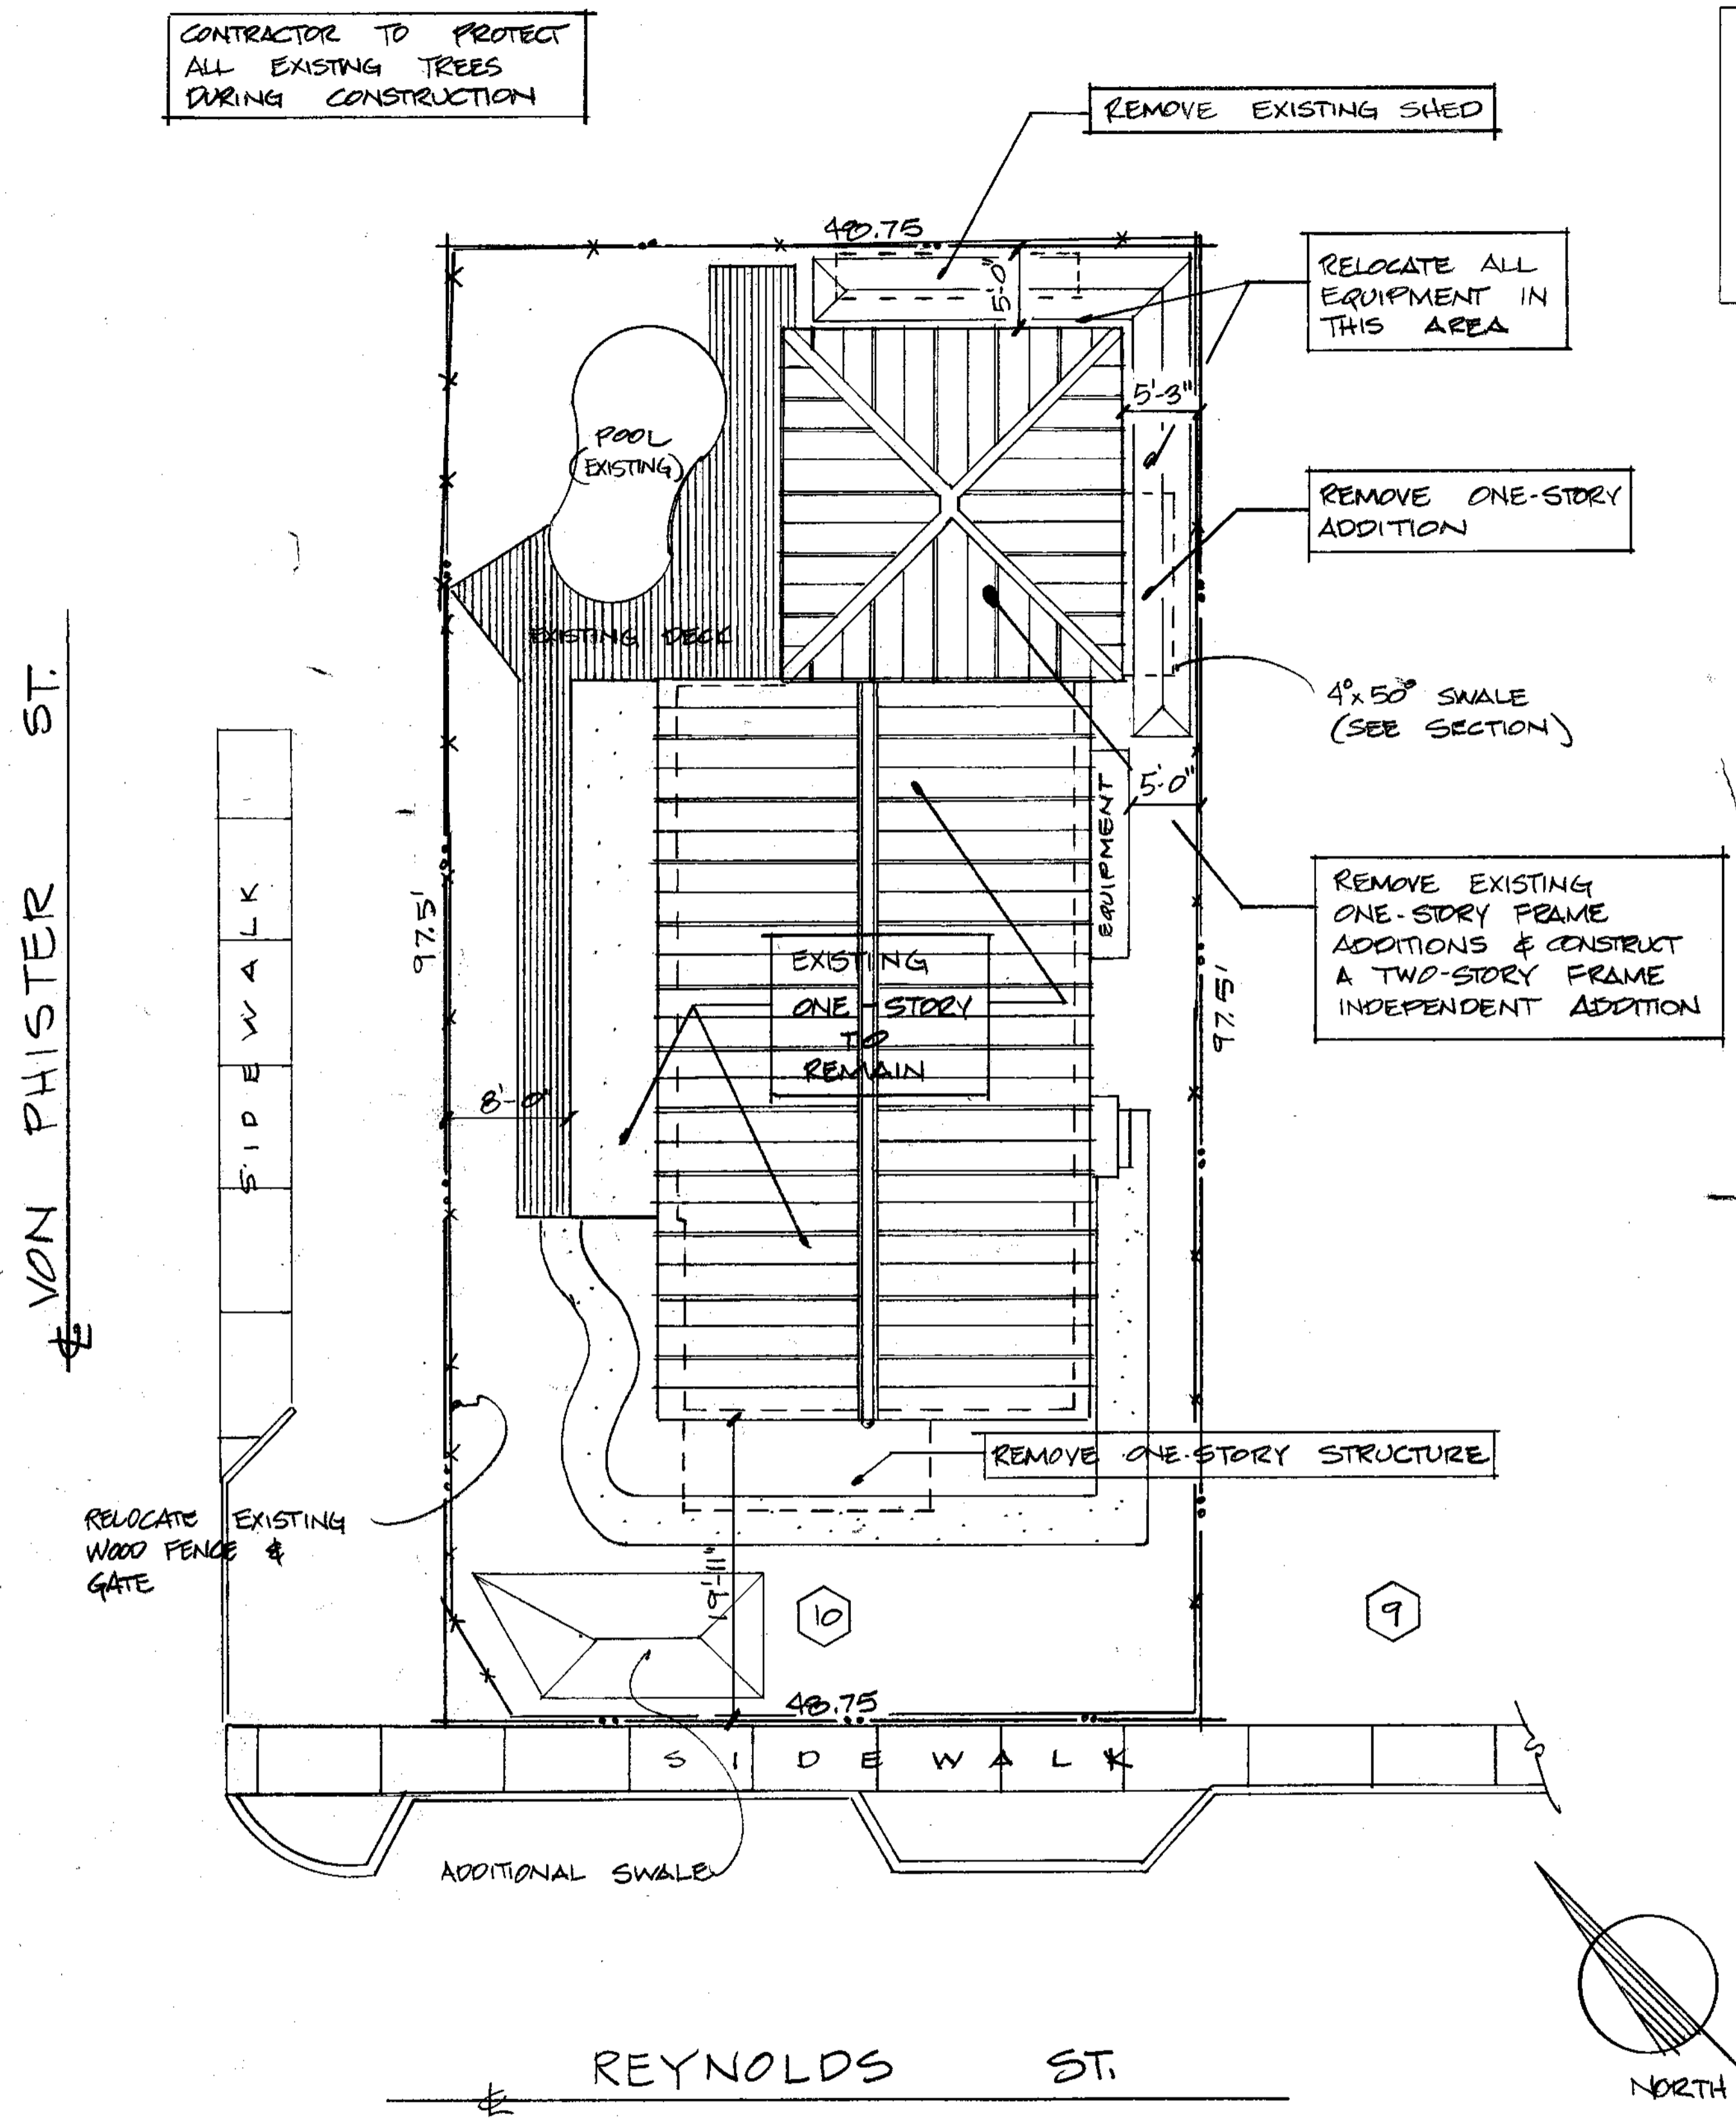 CONTRACTOR TO PROTECT
ALL EXISTING TREES
DURING CONSTRUCTION
REMOVE EXISTING SHED
48.75
5'-0"
RELOCATE ALL
EQUIPMENT IN
THIS AREA
5'-3"
POOL
(EXISTING)
REMOVE ONE-STORY
ADDITION
EXISTING DECK
4⁰x50⁰ SWALE
(SEE SECTION)
5'-0"
EQUIPMENT
VON PHISTER ST.
SIDEWALK
97.5'
REMOVE EXISTING
ONE-STORY FRAME
ADDITIONS & CONSTRUCT
A TWO-STORY FRAME
INDEPENDENT ADDITION
EXISTING
ONE-STORY
TO
REMAIN
97.5'
8'-0"
REMOVE ONE-STORY STRUCTURE
RELOCATE EXISTING
WOOD FENCE &
GATE
19'-11"
10
9
48.75
SIDEWALK
ADDITIONAL SWALE
REYNOLDS ST.
NORTH